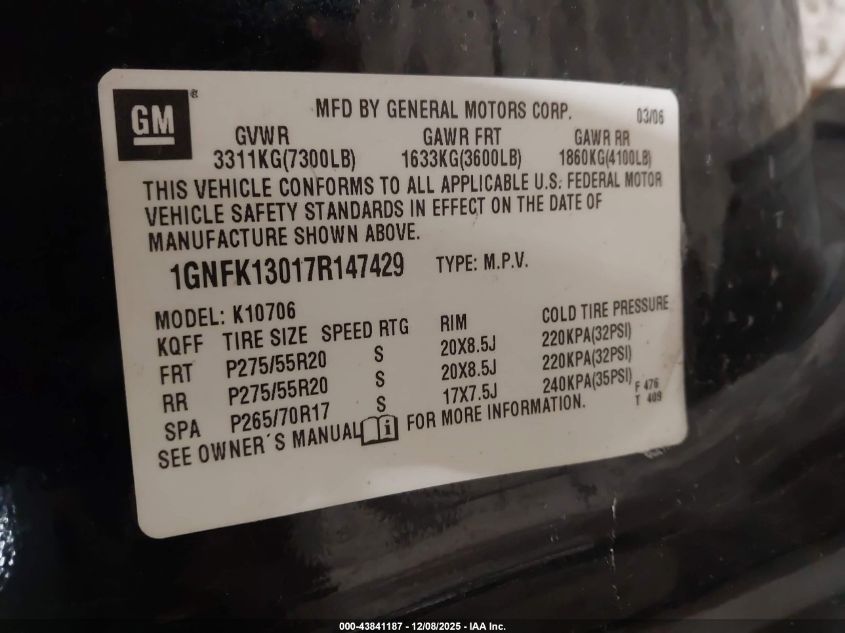 GM®
MFD BY GENERAL MOTORS CORP. 03/06
GVWR GAWR FRT GAWR RR
3311KG(7300LB) 1633KG(3600LB) 1860KG(4100LB)
THIS VEHICLE CONFORMS TO ALL APPLICABLE U.S. FEDERAL MOTOR
VEHICLE SAFETY STANDARDS IN EFFECT ON THE DATE OF
MANUFACTURE SHOWN ABOVE.
1GNFK13017R147429 TYPE: M.P.V.
MODEL: K10706
KQFF TIRE SIZE SPEED RTG RIM COLD TIRE PRESSURE
FRT P275/55R20 S 20X8.5J 220KPA(32PSI)
RR P275/55R20 S 20X8.5J 220KPA(32PSI)
SPA P265/70R17 S 17X7.5J 240KPA(35PSI)
SEE OWNER´S MANUAL i FOR MORE INFORMATION.
F 476
T 409
000-43841187 - 12/08/2025 - IAA Inc.